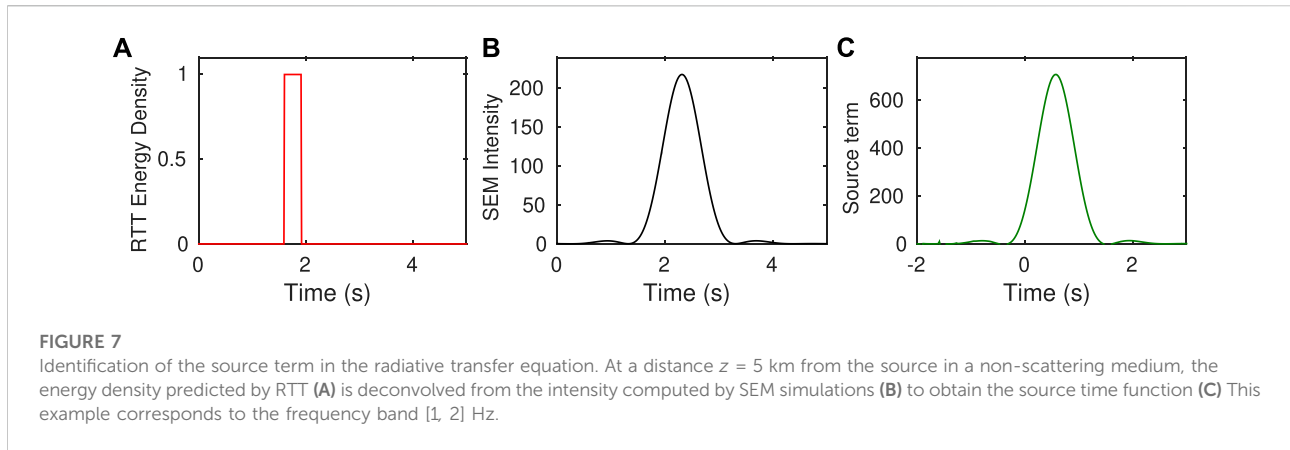 A
RTT Energy Density
1
0.5
0
0 2 4
Time (s)
B
SEM Intensity
200
150
100
50
0
0 2 4
Time (s)
C
Source term
600
400
200
0
-2 0 2
Time (s)
FIGURE 7
Identification of the source term in the radiative transfer equation. At a distance z = 5 km from the source in a non-scattering medium, the
energy density predicted by RTT (A) is deconvolved from the intensity computed by SEM simulations (B) to obtain the source time function (C) This
example corresponds to the frequency band [1, 2] Hz.